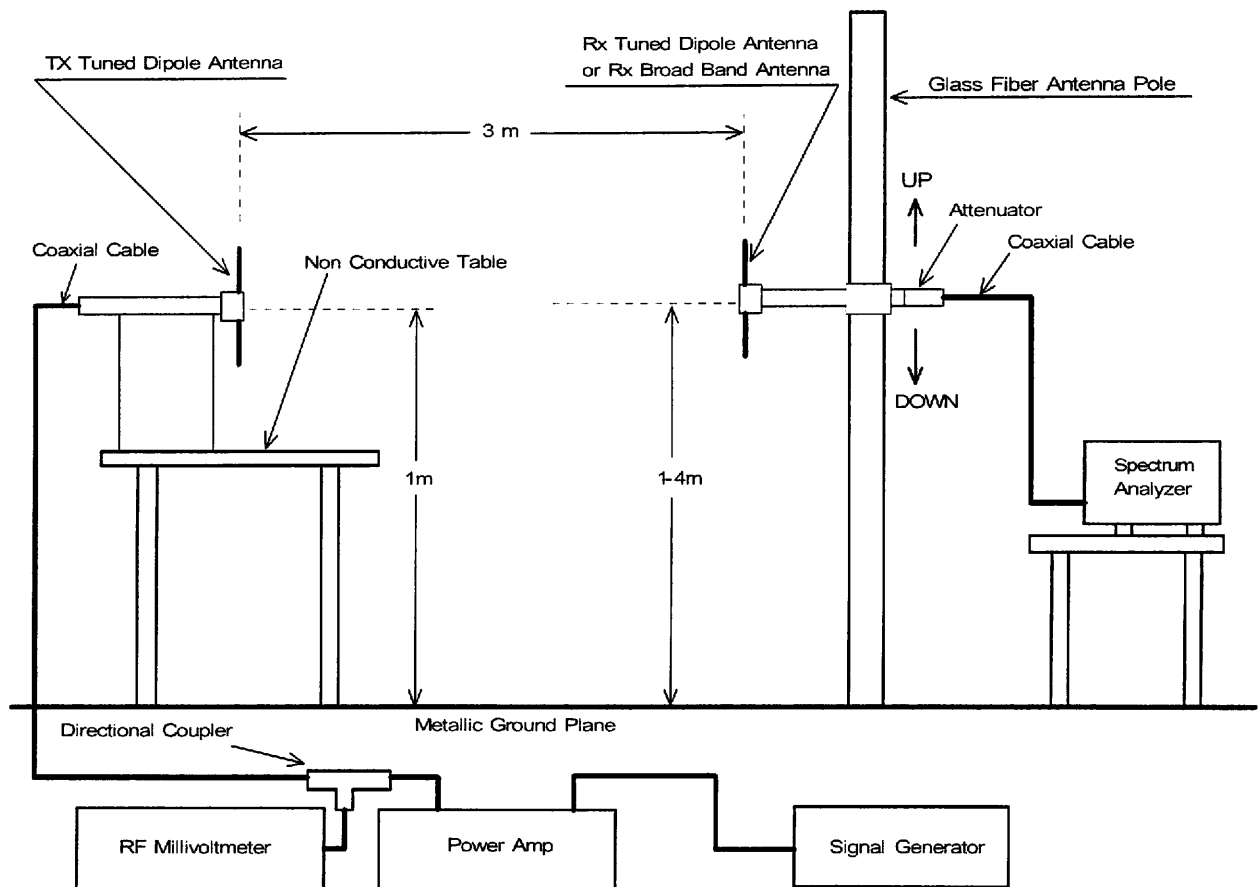 TX Tuned Dipole Antenna
Rx Tuned Dipole Antenna
or Rx Broad Band Antenna
Glass Fiber Antenna Pole
3 m
UP
Attenuator
Coaxial Cable
Coaxial Cable
Non Conductive Table
DOWN
1m
1-4m
Spectrum
Analyzer
Metallic Ground Plane
Directional Coupler
RF Millivoltmeter
Power Amp
Signal Generator